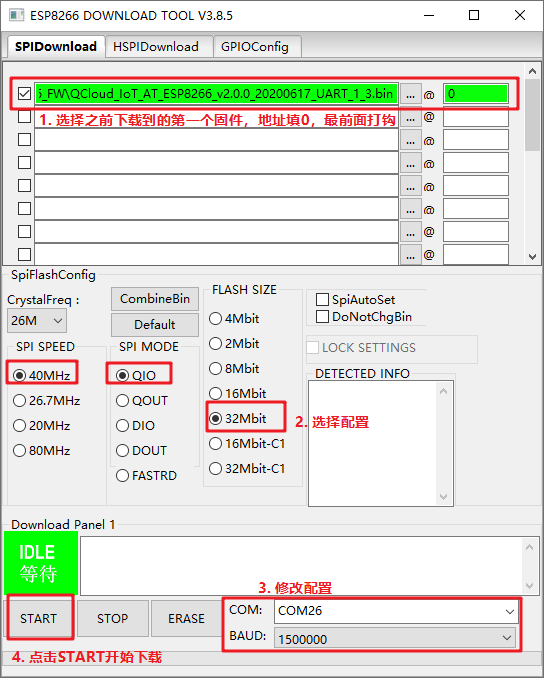 ESP8266 DOWNLOAD TOOL V3.8.5
SPIDownload HSPIDownload GPIOConfig
_FW\QCloud_IoT_AT_ESP8266_v2.0.0_20200617_UART_1_3.bin ... @ 0
... @
1. 选择之前下载到的第一个固件，地址填0，最前面打钩
... @
... @
... @
... @
... @
... @
SpiFlashConfig
CrystalFreq :
26M
CombineBin
Default
SPI SPEED
40MHz
26.7MHz
20MHz
80MHz
SPI MODE
QIO
QOUT
DIO
DOUT
FASTRD
FLASH SIZE
4Mbit
2Mbit
8Mbit
16Mbit
32Mbit
16Mbit-C1
32Mbit-C1
2. 选择配置
SpiAutoSet
DoNotChgBin
LOCK SETTINGS
DETECTED INFO
Download Panel 1
IDLE
等待
3. 修改配置
START STOP ERASE
COM: COM26
BAUD: 1500000
4. 点击START开始下载